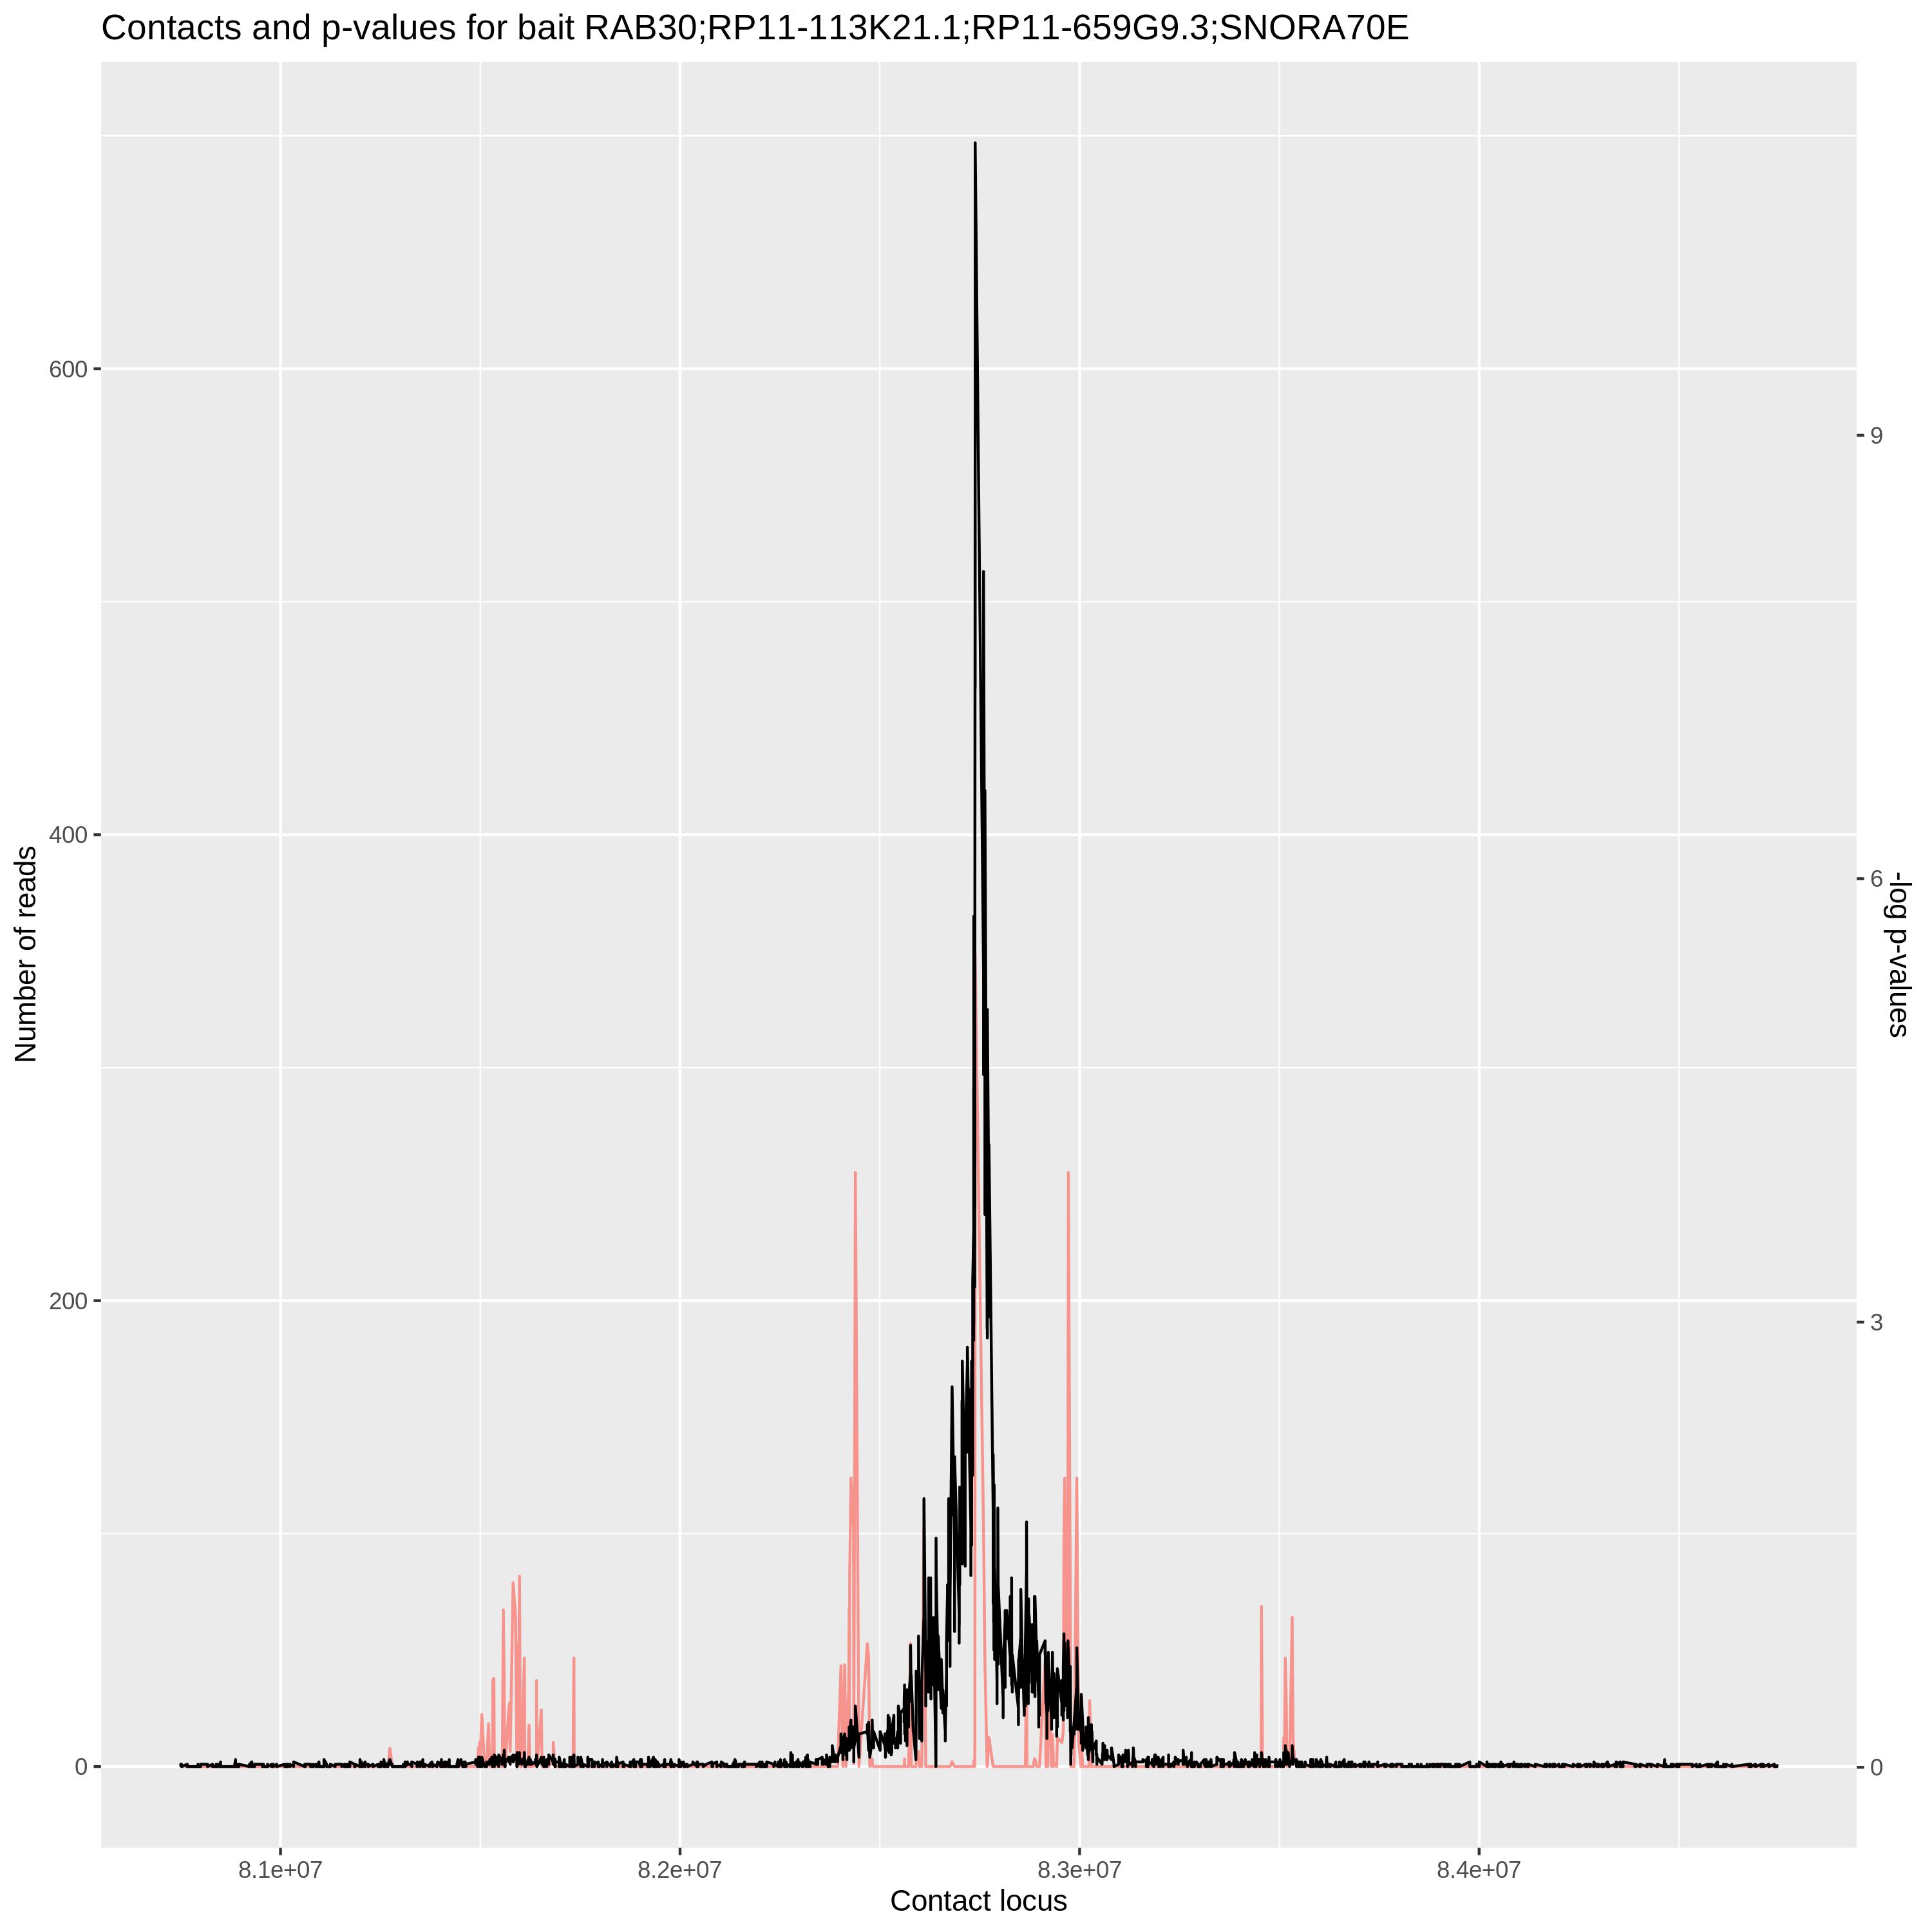 Contacts and p-values for bait RAB30;RP11-113K21.1;RP11-659G9.3;SNORA70E
600
400
200
0
Number of reads
9
6
3
0
-log p-values
8.1e+07
8.2e+07
8.3e+07
8.4e+07
Contact locus